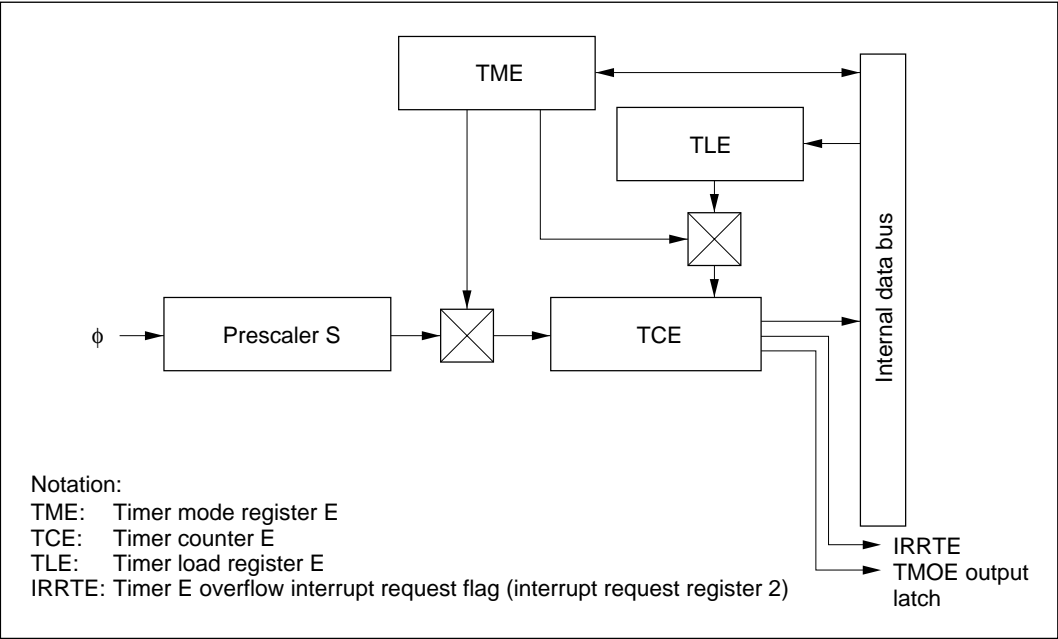 TME
TLE
Internal data bus
ϕ
Prescaler S
TCE
Notation:
TME: Timer mode register E
TCE: Timer counter E
TLE: Timer load register E
IRRTE: Timer E overflow interrupt request flag (interrupt request register 2)
IRRTE
TMOE output
latch